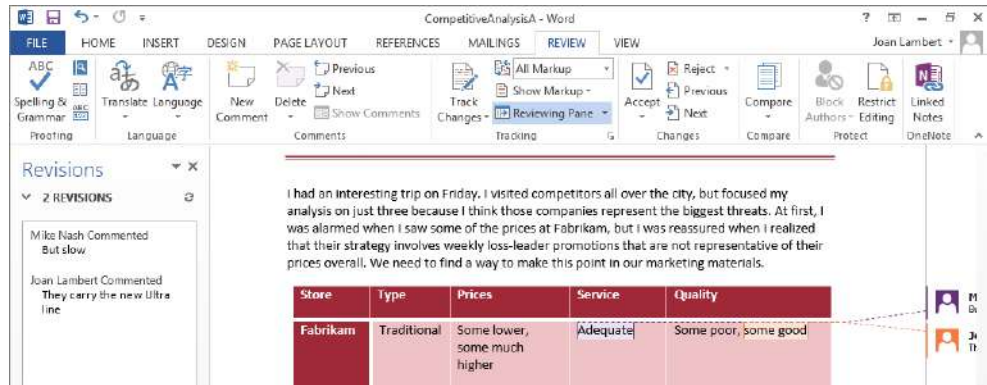 CompetitiveAnalysisA - Word
FILE HOME INSERT DESIGN PAGE LAYOUT REFERENCES MAILINGS REVIEW VIEW Joan Lambert
ABC
Spelling & Grammar
ABC
123
Translate Language
New Comment
Delete
Previous
Next
Show Comments
Track Changes
All Markup
Show Markup
Reviewing Pane
Accept
Reject
Previous
Next
Compare
Block Authors
Restrict Editing
Linked Notes
Proofing Language Comments Tracking Changes Compare Protect OneNote
Revisions
2 REVISIONS
Mike Nash Commented
But slow
Joan Lambert Commented
They carry the new Ultra
line
I had an interesting trip on Friday. I visited competitors all over the city, but focused my
analysis on just three because I think those companies represent the biggest threats. At first, I
was alarmed when I saw some of the prices at Fabrikam, but I was reassured when I realized
that their strategy involves weekly loss-leader promotions that are not representative of their
prices overall. We need to find a way to make this point in our marketing materials.
Store Type Prices Service Quality
Fabrikam Traditional Some lower, Adequate Some poor, some good
some much
higher